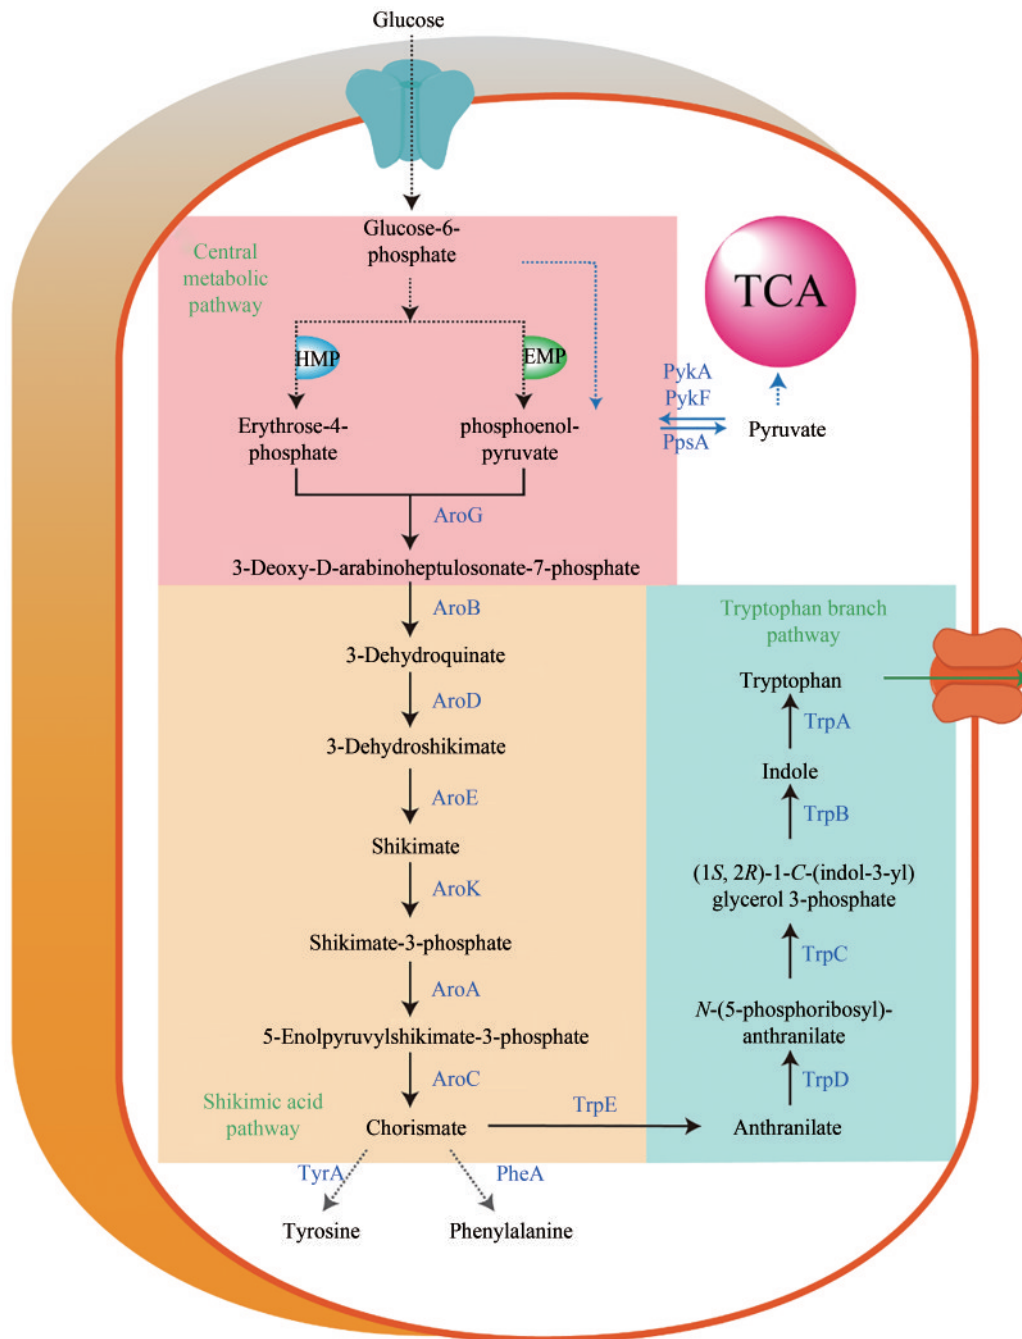 Glucose
Glucose-6-
phosphate
Central
metabolic
pathway
TCA
HMP
EMP
PykA
PykF
PpsA
Pyruvate
Erythrose-4-
phosphate
phosphoenol-
pyruvate
AroG
3-Deoxy-D-arabinoheptulosonate-7-phosphate
AroB
3-Dehydroquinate
AroD
3-Dehydroshikimate
AroE
Shikimate
AroK
Shikimate-3-phosphate
AroA
5-Enolpyruvylshikimate-3-phosphate
AroC
Shikimic acid
pathway
Chorismate
TyrA
PheA
Tyrosine
Phenylalanine
TrpE
Tryptophan branch
pathway
Tryptophan
TrpA
Indole
TrpB
(1S, 2R)-1-C-(indol-3-yl)
glycerol 3-phosphate
TrpC
N-(5-phosphoribosyl)-
anthranilate
TrpD
Anthranilate